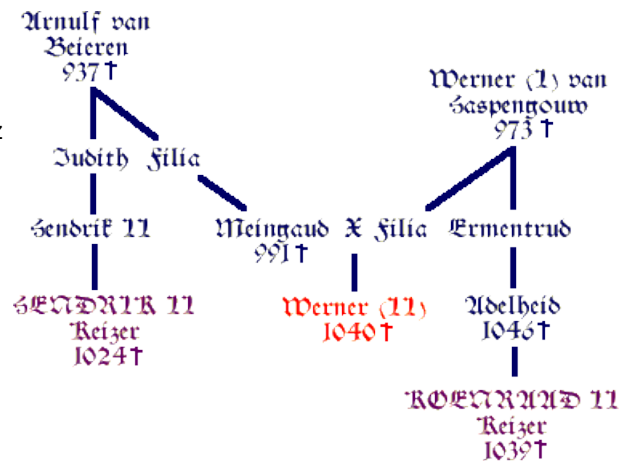 Arnulf van
Beieren
937 †
Werner (I) van
Haspengouw
973 †
z
Judith Filia
Hendrik II
Meingaud X Filia
991 †
Ermentrud
HENDRIK II
Keizer
1024 †
Werner (II)
1040 †
Adelheid
1046 †
KOENRAAD II
Keizer
1039 †